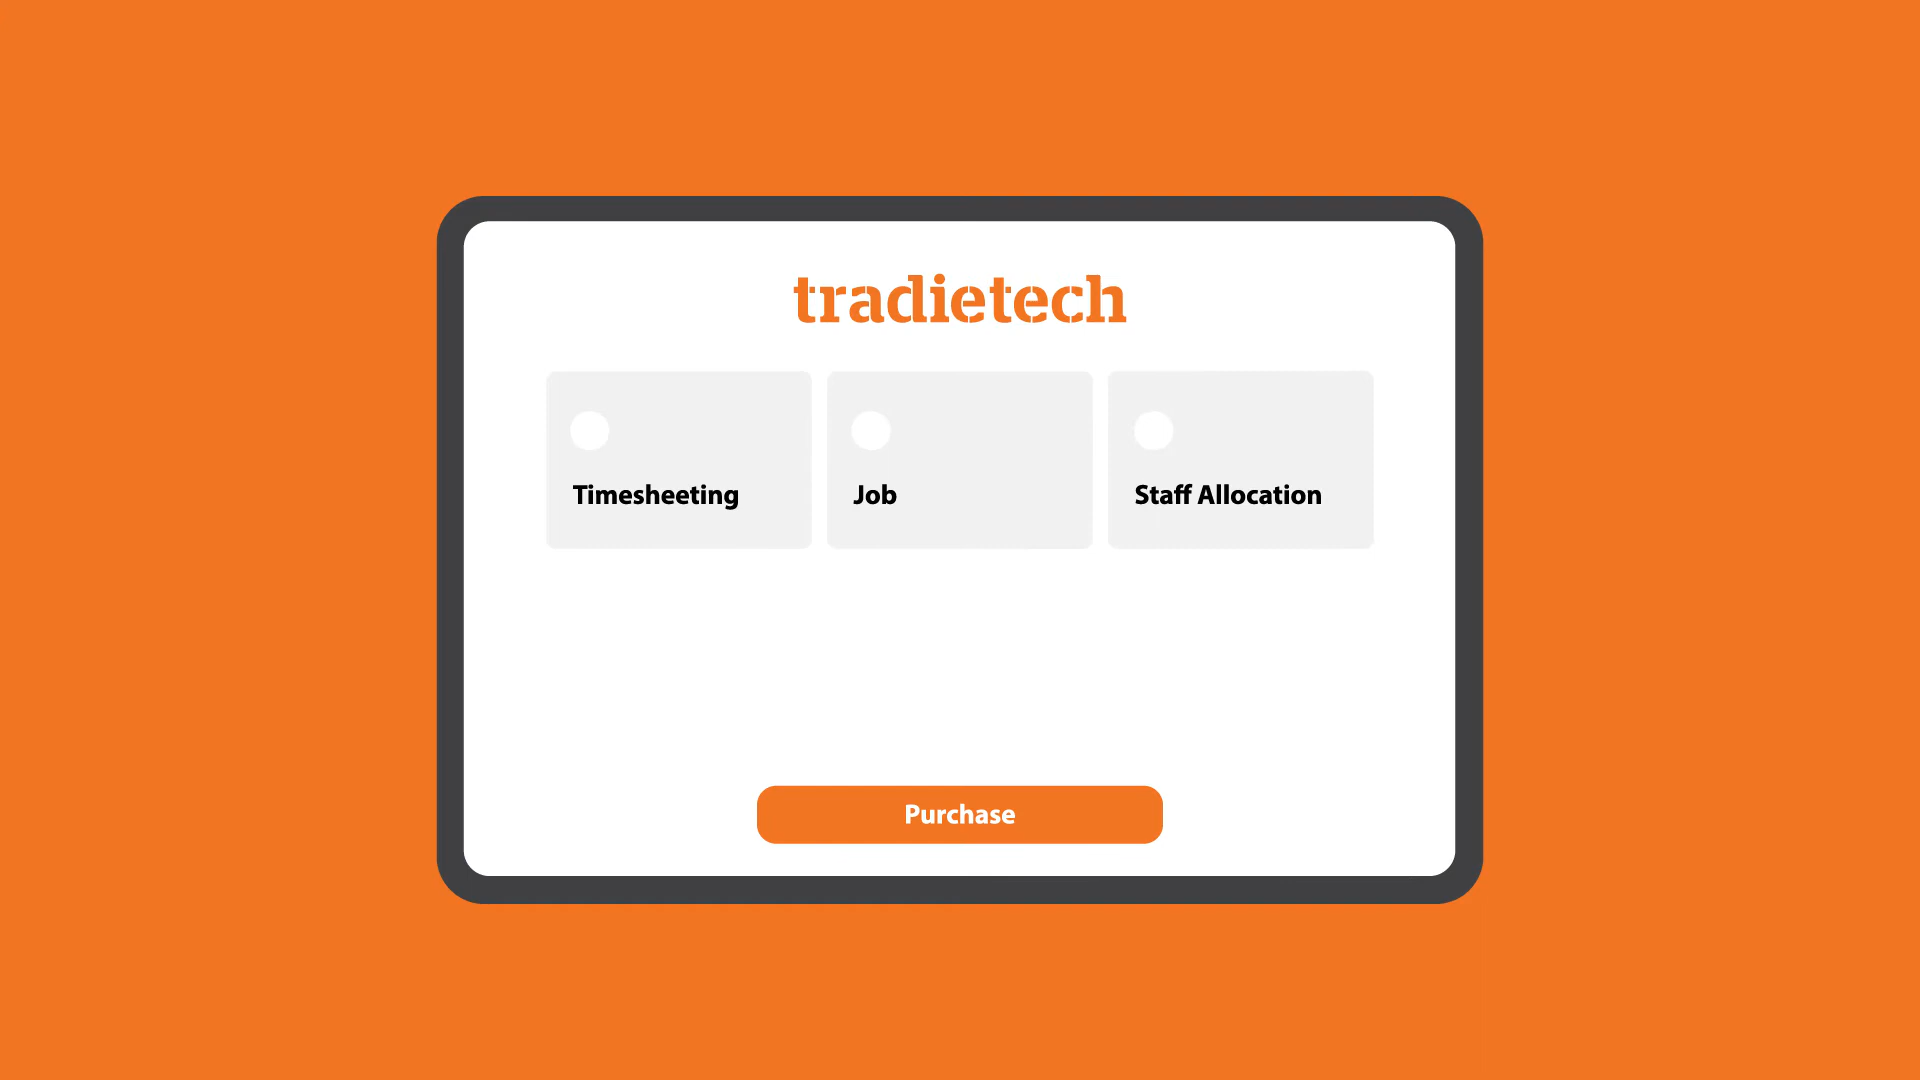 tradietech
Timesheeting
Job
Staff Allocation
Purchase